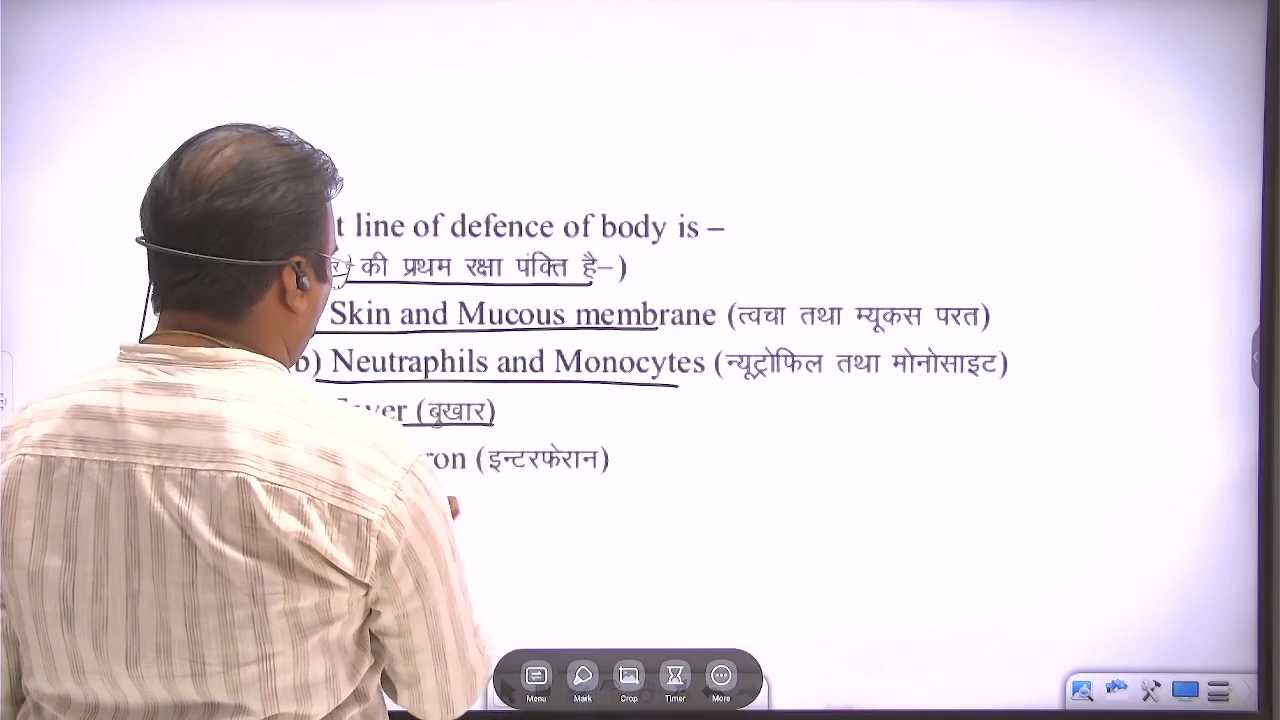 line of defence of body is –
की प्रथम रक्षा पंक्ति है–)
Skin and Mucous membrane (त्वचा तथा म्यूकस परत)
b) Neutraphils and Monocytes (न्यूट्रोफिल तथा मोनोसाइट)
(बुखार)
(इन्टरफेरान)
Menu Mark Crop Timer More